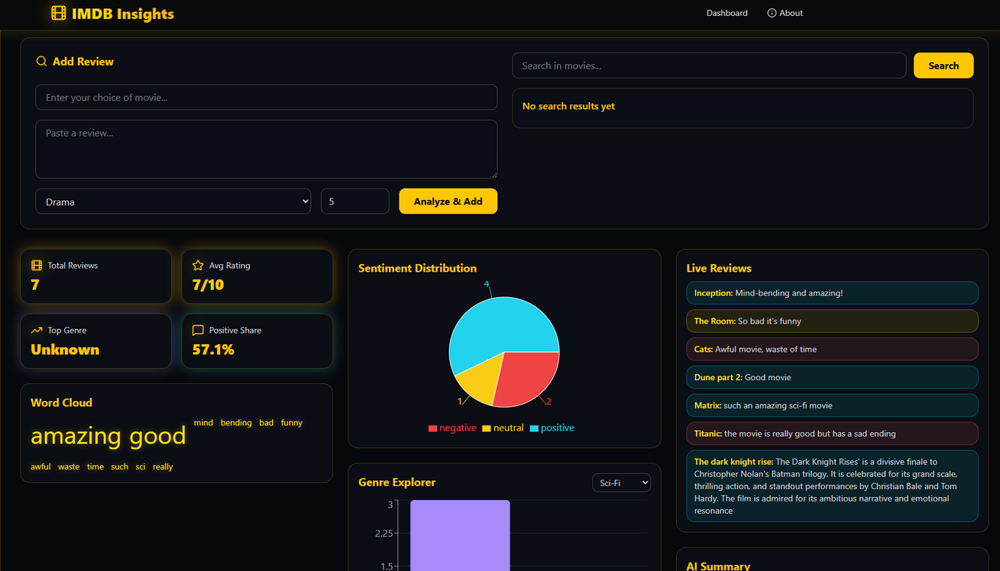 IMDB Insights
Dashboard
About
Add Review
Enter your choice of movie...
Paste a review...
Drama
5
Analyze & Add
Search in movies...
Search
No search results yet
Total Reviews
7
Avg Rating
7/10
Top Genre
Unknown
Positive Share
57.1%
Word Cloud
amazing good mind bending bad funny
awful waste time such sci really
Sentiment Distribution
4
1
2
negative neutral positive
Genre Explorer
Sci-Fi
3
2.25
1.5
Live Reviews
Inception: Mind-bending and amazing!
The Room: So bad it's funny
Cats: Awful movie, waste of time
Dune part 2: Good movie
Matrix: such an amazing sci-fi movie
Titanic: the movie is really good but has a sad ending
The dark knight rise: The Dark Knight Rises' is a divisive finale to
Christopher Nolan's Batman trilogy. It is celebrated for its grand scale,
thrilling action, and standout performances by Christian Bale and Tom
Hardy. The film is admired for its ambitious narrative and emotional
resonance
AI Summary